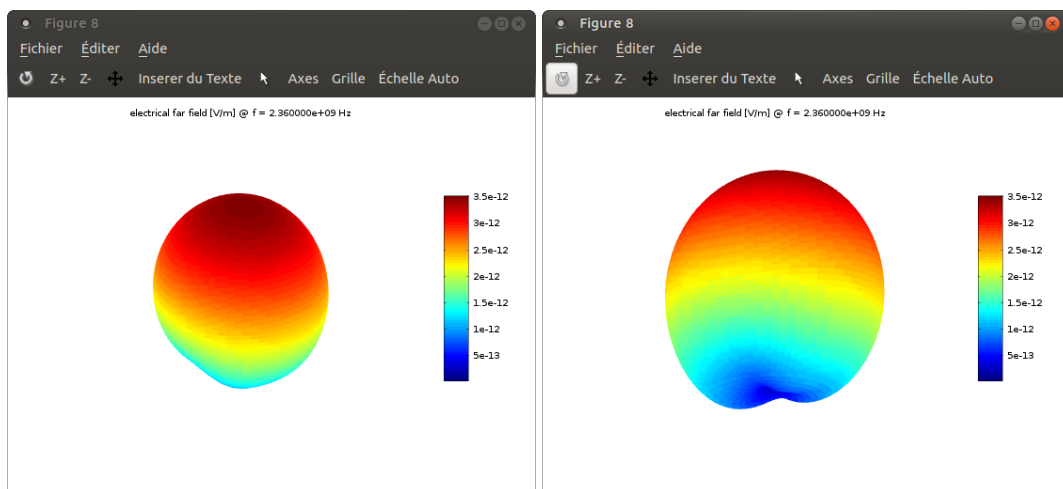 Figure 8
Fichier Éditer Aide
Z+ Z- Inserer du Texte Axes Grille Échelle Auto
electrical far field [V/m] @ f = 2.360000e+09 Hz
3.5e-12
3e-12
2.5e-12
2e-12
1.5e-12
1e-12
5e-13
Figure 8
Fichier Éditer Aide
Z+ Z- Inserer du Texte Axes Grille Échelle Auto
electrical far field [V/m] @ f = 2.360000e+09 Hz
3.5e-12
3e-12
2.5e-12
2e-12
1.5e-12
1e-12
5e-13